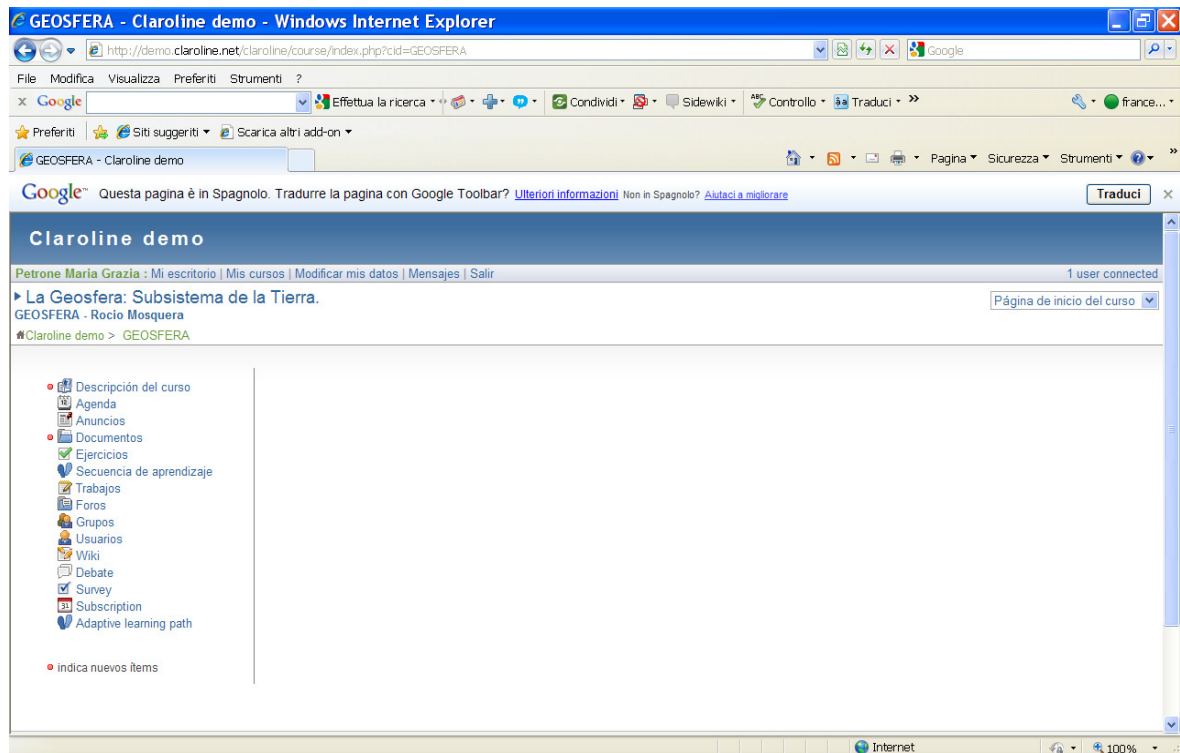 GEOSFERA - Claroline demo - Windows Internet Explorer
http://demo.claroline.net/claroline/course/index.php?cid=GEOSFERA
Google
File Modifica Visualizza Preferiti Strumenti ?
x Google Effettua la ricerca Condividi Sidewiki Controllo Traduci » france...
Preferiti Siti suggeriti Scarica altri add-on
GEOSFERA - Claroline demo Pagina Sicurezza Strumenti »
Google™ Questa pagina è in Spagnolo. Tradurre la pagina con Google Toolbar? Ulteriori informazioni Non in Spagnolo? Aiutaci a migliorare Traduci ×
Claroline demo
Petrone Maria Grazia : Mi escritorio | Mis cursos | Modificar mis datos | Mensajes | Salir 1 user connected
La Geosfera: Subsistema de la Tierra. Página de inicio del curso
GEOSFERA - Rocio Mosquera
Claroline demo > GEOSFERA
Descripción del curso
Agenda
Anuncios
Documentos
Ejercicios
Secuencia de aprendizaje
Trabajos
Foros
Grupos
Usuarios
Wiki
Debate
Survey
Subscription
Adaptive learning path
indica nuevos ítems
Internet 100%